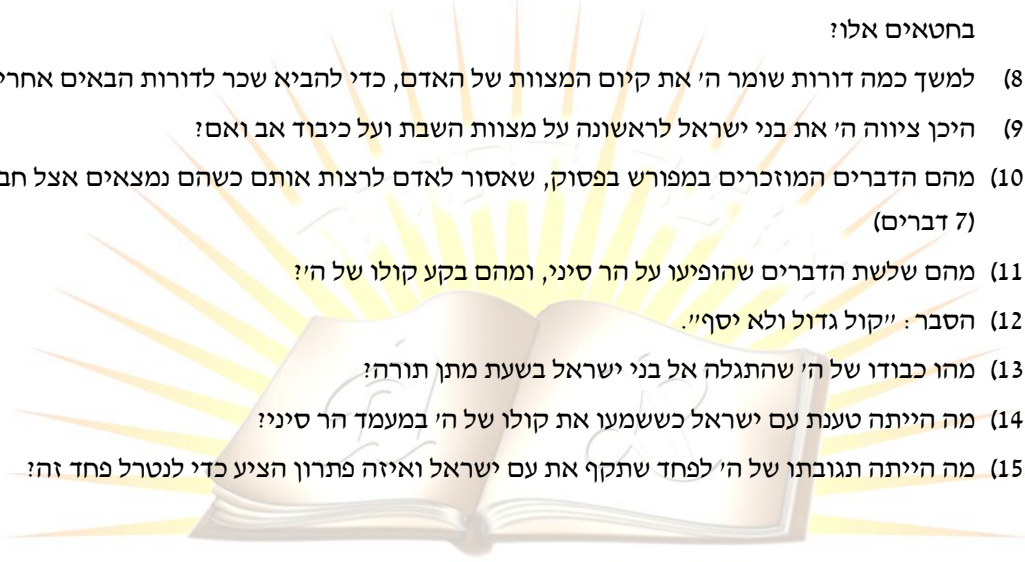 בחטאים אלו?
8) למשך כמה דורות שומר ה׳ את קיום המצוות של האדם, כדי להביא שכר לדורות הבאים
9) היכן ציווה ה׳ את בני ישראל לראשונה על מצוות השבת ועל כיבוד אב ואם?
10) מהם הדברים המוזכרים במפורש בפסוק, שאסור לאדם לרצות אותם כשהם נמצאים אצל
(7 דברים)
11) מהם שלשת הדברים שהופיעו על הר סיני, ומהם בקע קולו של ה׳?
12) הסבר: ״קול גדול ולא יסף״.
13) מהו כבודו של ה׳ שהתגלה אל בני ישראל בשעת מתן תורה?
14) מה הייתה טענת עם ישראל כששמעו את קולו של ה׳ במעמד הר סיני?
15) מה הייתה תגובתו של ה׳ לפחד שתקף את עם ישראל ואיזה פתרון הציע כדי לנטרל פחד זה?